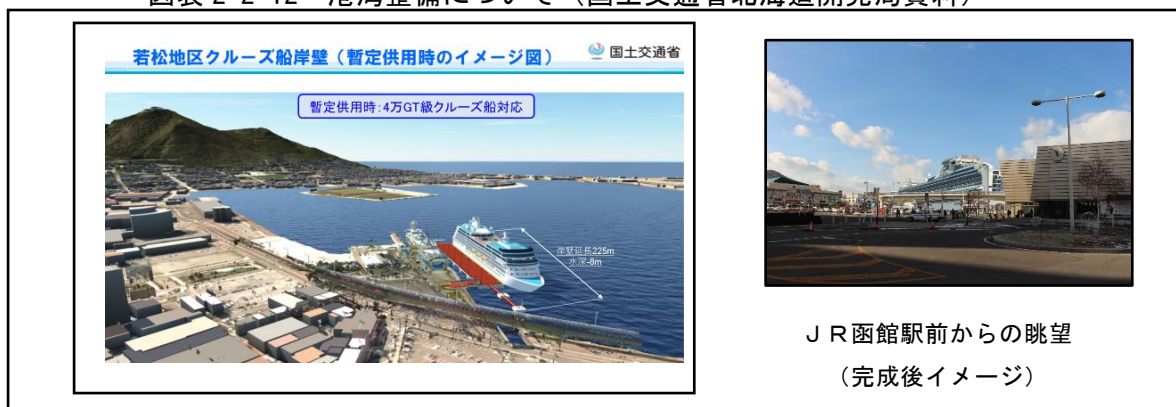 図表 2-2-12 港湾整備について（国土交通省北海道開発局資料）
若松地区クルーズ船岸壁（暫定供用時のイメージ図）
国土交通省
暫定供用時:4万GT級クルーズ船対応
岸壁延長225m
水深-8m
ＪＲ函館駅前からの眺望
（完成後イメージ）